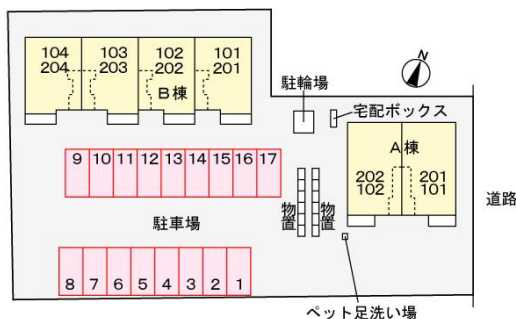 104 103 102 101
204 203 202 201
B棟
N
駐輪場
宅配ボックス
A棟
202 201
102 101
道路
9 10 11 12 13 14 15 16 17
物置 物置
駐車場
8 7 6 5 4 3 2 1
ペット足洗い場